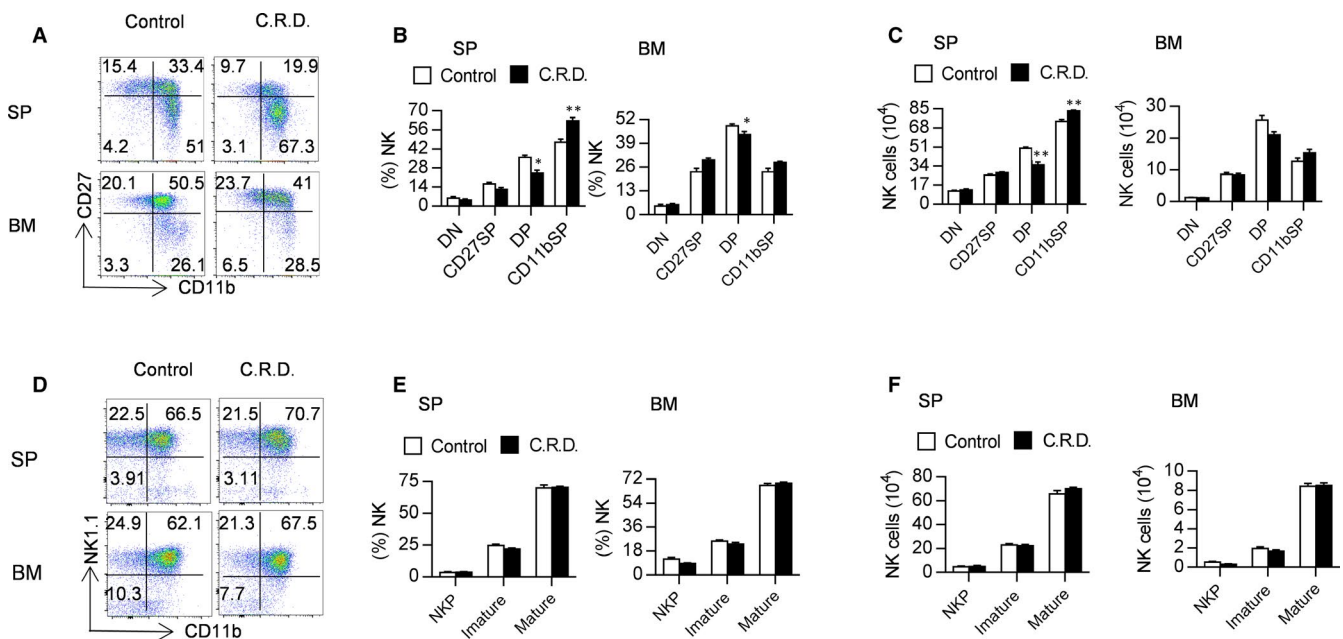 A
Control C.R.D.
SP
15.4 33.4
4.2 51
9.7 19.9
3.1 67.3
BM
20.1 50.5
3.3 26.1
23.7 41
6.5 28.5
CD27
CD11b
B
SP BM
Control C.R.D.
(%) NK
70
56
42
28
14
0
* **
DN CD27SP DP CD11bSP
(%) NK
52
39
26
13
0
*
DN CD27SP DP CD11bSP
C
SP BM
Control C.R.D.
NK cells (10⁴)
85
68
51
34
17
0
** **
DN CD27SP DP CD11bSP
NK cells (10⁴)
30
20
10
0
DN CD27SP DP CD11bSP
D
Control C.R.D.
SP
22.5 66.5
3.91
21.5 70.7
3.11
BM
24.9 62.1
10.3
21.3 67.5
7.7
NK1.1
CD11b
E
SP BM
Control C.R.D.
(%) NK
75
50
25
0
NKP Imature Mature
(%) NK
72
54
36
18
0
NKP Imature Mature
F
SP BM
Control C.R.D.
NK cells (10⁴)
80
60
40
20
0
NKP Imature Mature
NK cells (10⁴)
10
8
6
4
2
0
NKP Imature Mature